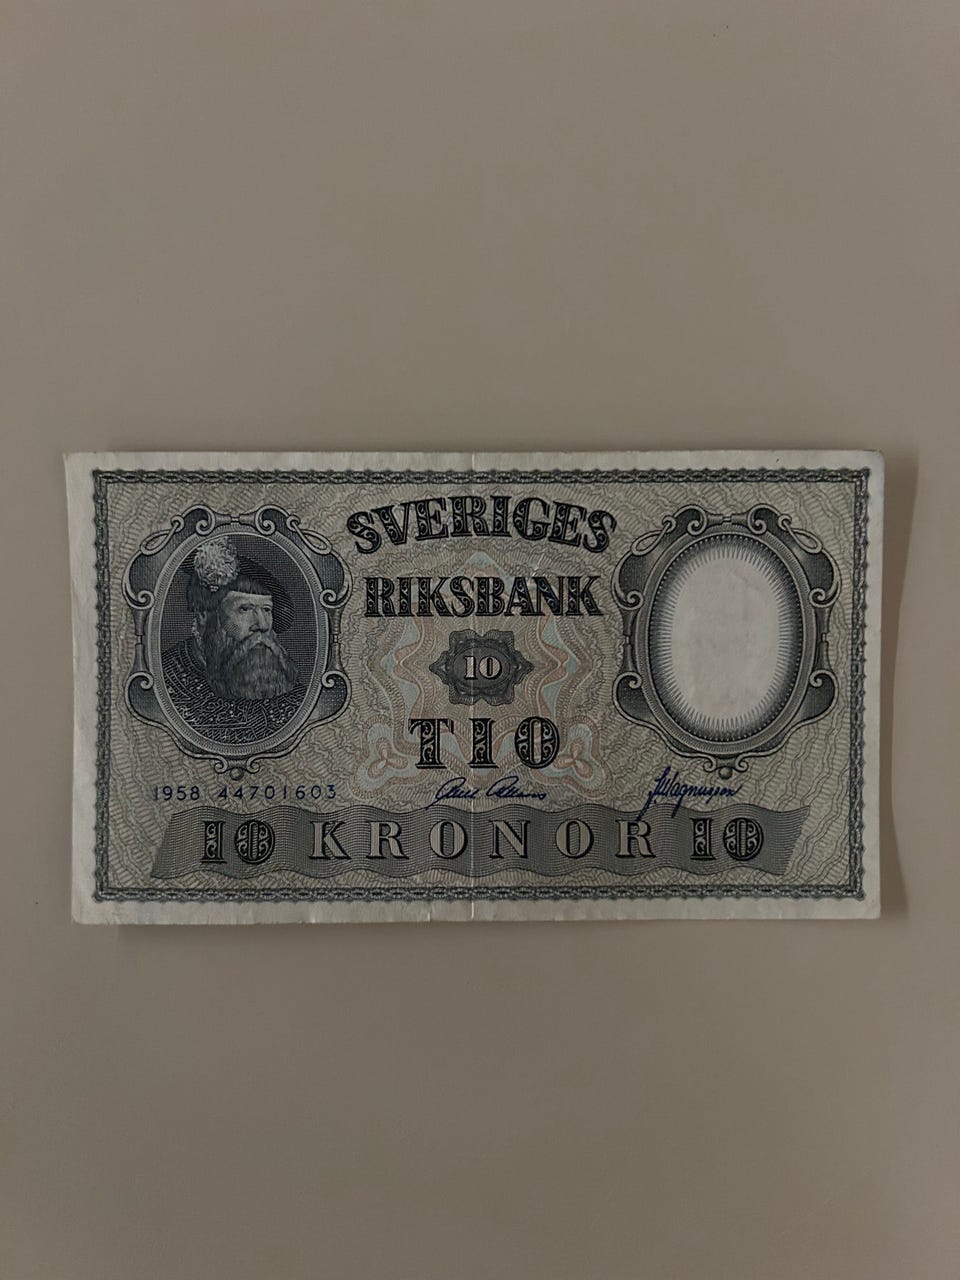 SVERIGES
RIKSBANK
10
TIO
1958 44701603
10 KRONOR 10